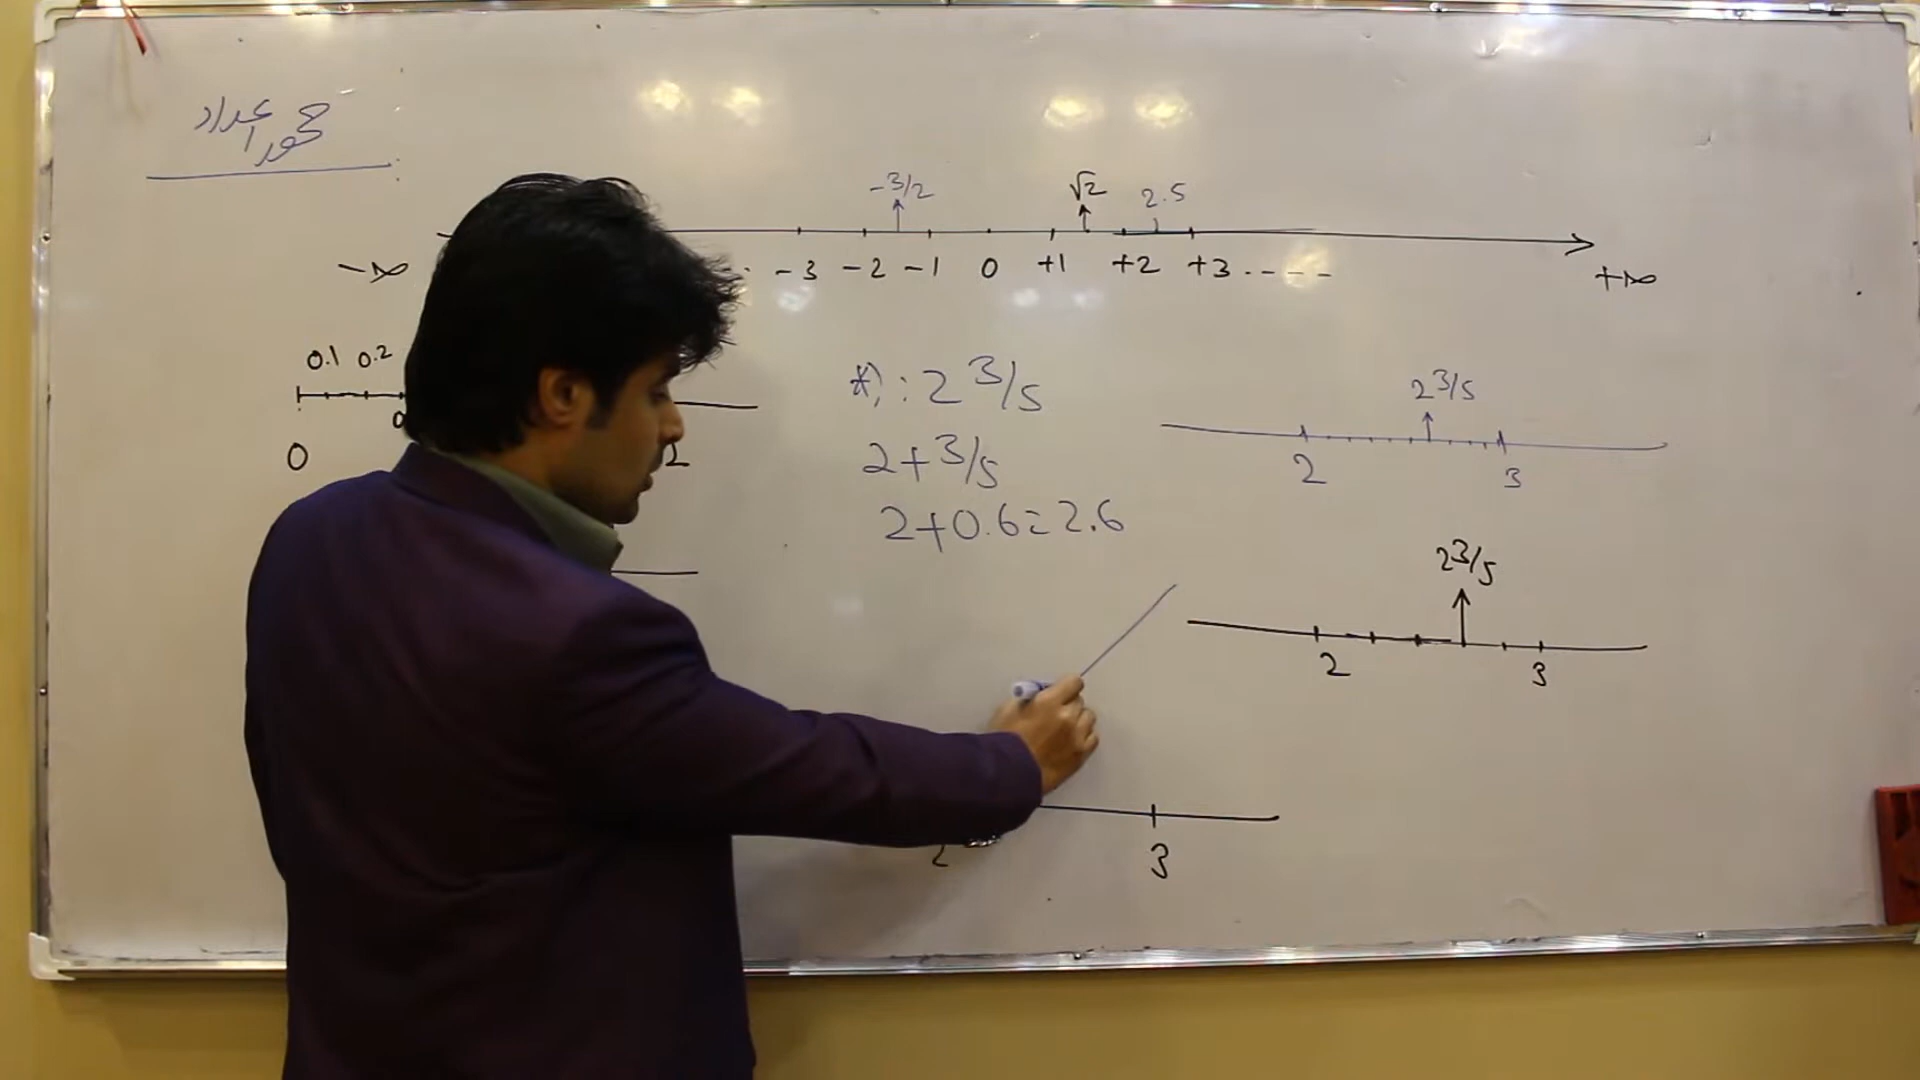 محور اعداد
-3/2 √2 2.5
-∞ -3 -2 -1 0 +1 +2 +3 ---- +∞
0.1 0.2
0 2
*): 2 3/5
2+3/5
2+0.6=2.6
2 3/5
2 3
2 3/5
2 3
2 3